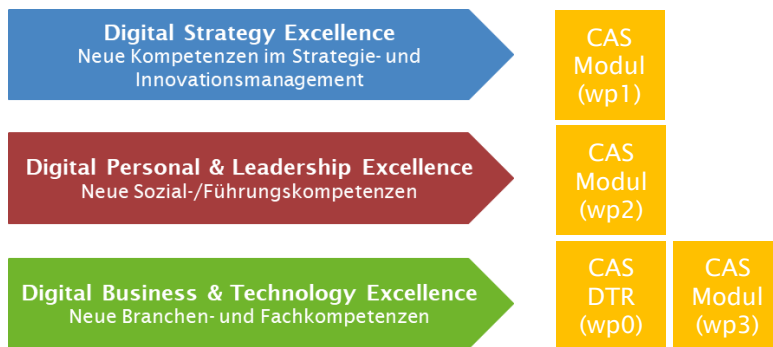 Digital Strategy Excellence
Neue Kompetenzen im Strategie- und
Innovationsmanagement
CAS
Modul
(wp1)
Digital Personal & Leadership Excellence
Neue Sozial-/Führungskompetenzen
CAS
Modul
(wp2)
Digital Business & Technology Excellence
Neue Branchen- und Fachkompetenzen
CAS
DTR
(wp0)
CAS
Modul
(wp3)